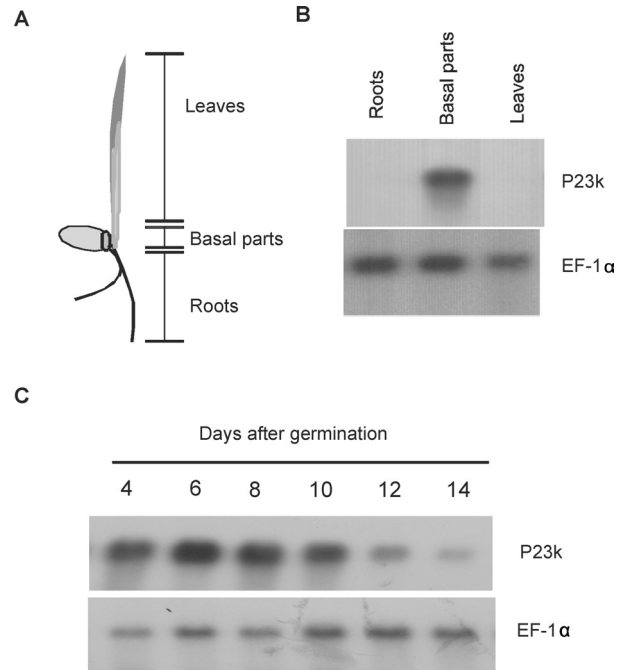 A
Leaves
Basal parts
Roots
B
Roots
Basal parts
Leaves
P23k
EF-1α
C
Days after germination
4 6 8 10 12 14
P23k
EF-1α